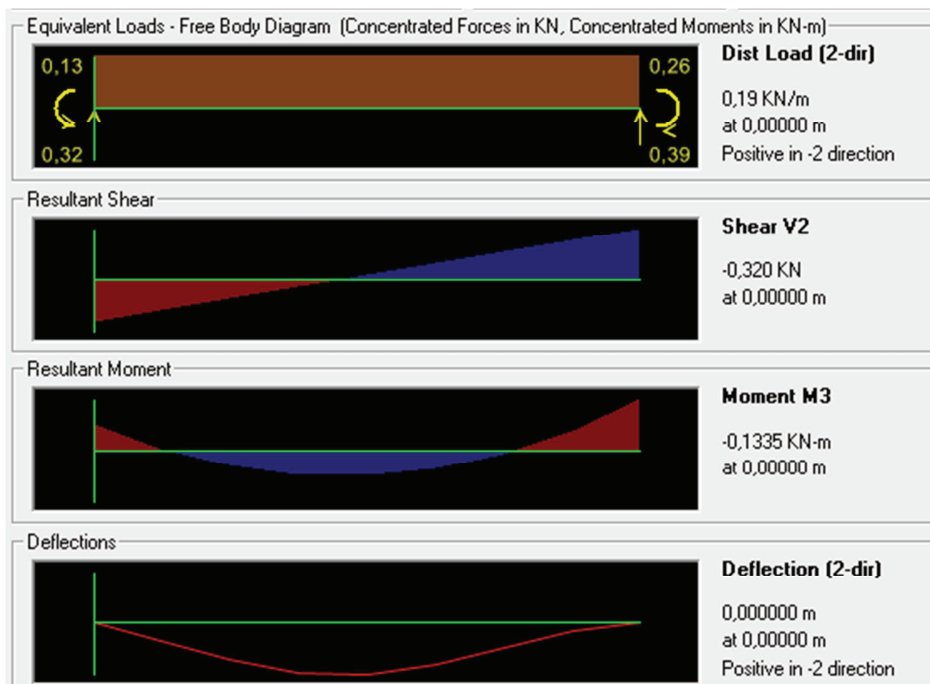 Equivalent Loads - Free Body Diagram (Concentrated Forces in KN, Concentrated Moments in KN-m)
0,13
0,26
0,32
0,39
Dist Load (2-dir)
0,19 KN/m
at 0,00000 m
Positive in -2 direction
Resultant Shear
Shear V2
-0,320 KN
at 0,00000 m
Resultant Moment
Moment M3
-0,1335 KN-m
at 0,00000 m
Deflections
Deflection (2-dir)
0,000000 m
at 0,00000 m
Positive in -2 direction